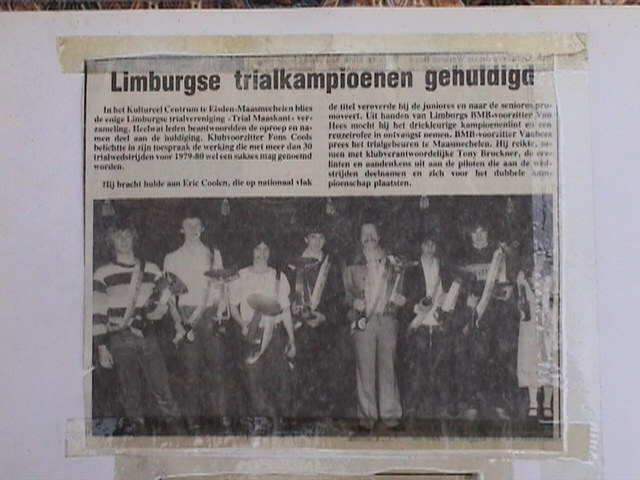 Limburgse trialkampioenen gehuldigd
In het Kultureel Centrum te Eisden-Maasmechelen blies
de enige Limburgse trialvereniging «Trial Maaskant» ver-
zameling. Heelwat leden beantwoordden de oproep en na-
men deel aan de huldiging. Klubvoorzitter Fons Cools
belichtte in zijn toespraak de werking die met meer dan 30
trialwedstrijden voor 1979-80 wel een sukses mag genoemd
worden.
Hij bracht hulde aan Eric Coolen, die op nationaal vlak
de titel veroverde bij de juniores en naar de seniores pro-
moveert. Uit handen van Limburgs BMB-voorzitter Van
Hees mocht hij het driekleurige kampioenenlint en een
reuzetrofee in ontvangst nemen. BMB-voorzitter Vanhees
prees het trialgebeuren te Maasmechelen. Hij reikte, sa-
men met klubverantwoordelijke Tony Bruckner, de ere-
linten en aandenkens uit aan de piloten die aan de wed-
strijden deelnamen en zich voor het dubbele kam-
pioenschap plaatsten.